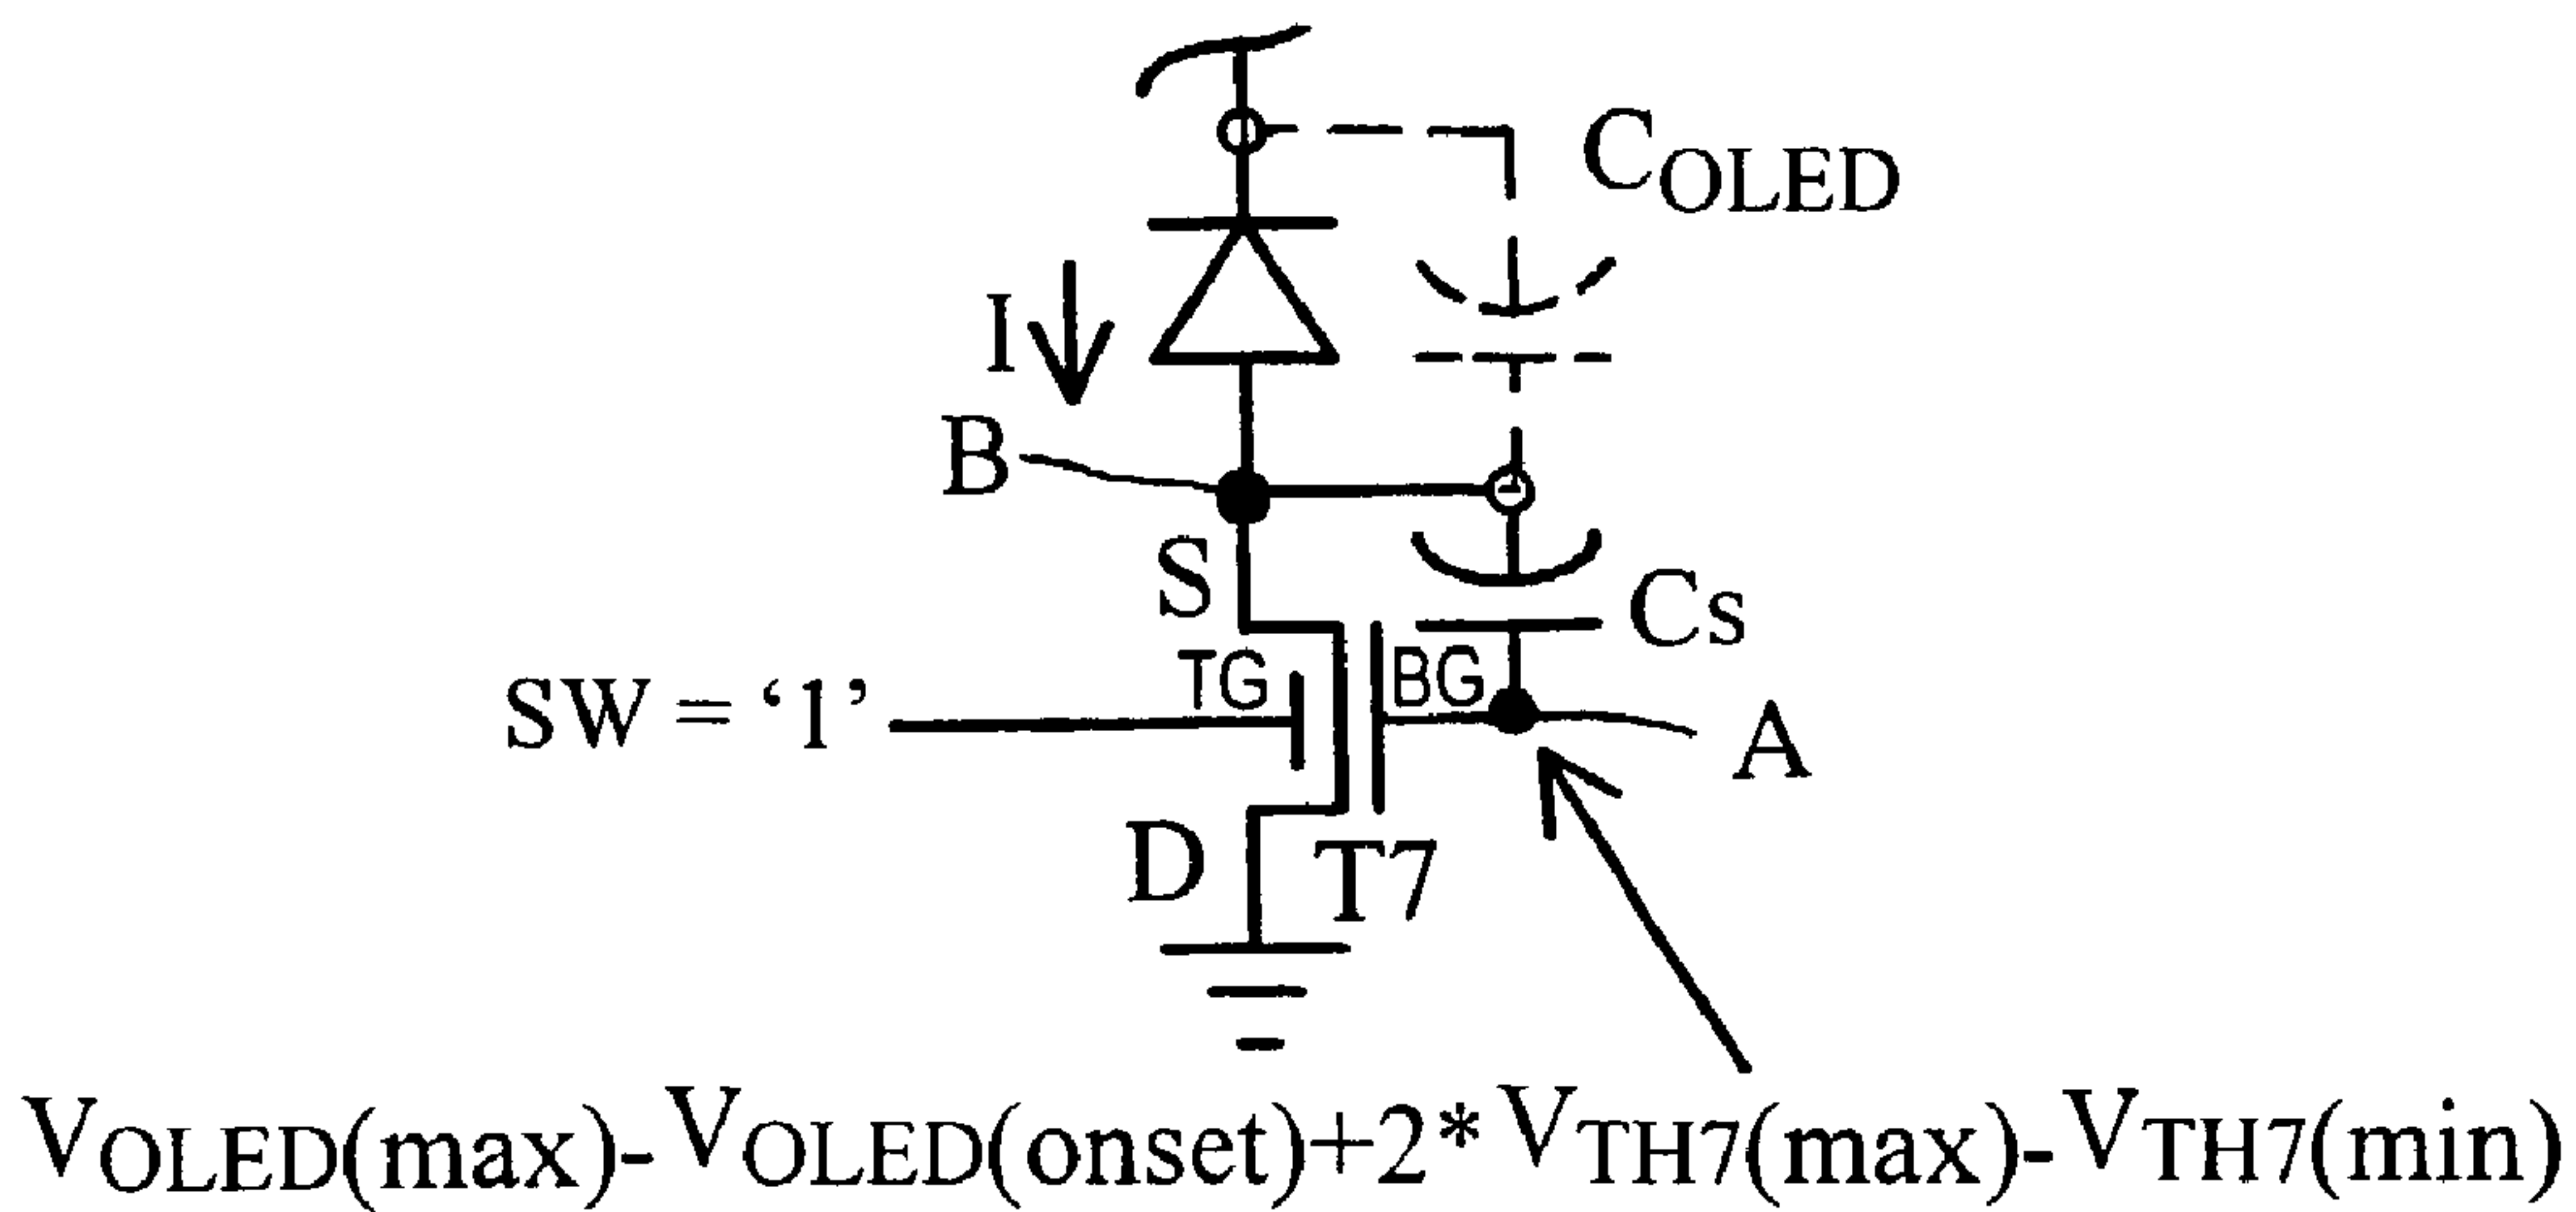 COLED
I
B
S
Cs
TG
BG
SW = ‘1’
A
D
T7
VOLED(max)-VOLED(onset)+2*VTH7(max)-VTH7(min)